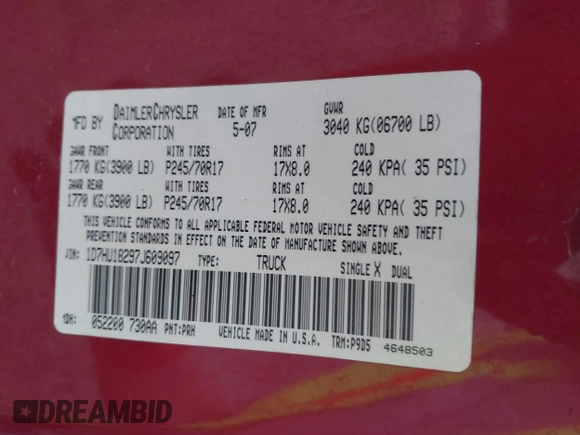 MFD BY DAIMLERCHRYSLER CORPORATION DATE OF MFR 5-07 GVWR 3040 KG(06700 LB)
GAWR FRONT WITH TIRES RIMS AT COLD
1770 KG(3900 LB) P245/70R17 17X8.0 240 KPA( 35 PSI)
GAWR REAR WITH TIRES RIMS AT COLD
1770 KG(3900 LB) P245/70R17 17X8.0 240 KPA( 35 PSI)
THIS VEHICLE CONFORMS TO ALL APPLICABLE FEDERAL MOTOR VEHICLE SAFETY AND THEFT
PREVENTION STANDARDS IN EFFECT ON THE DATE OF MANUFACTURE SHOWN ABOVE.
VIN: 1D7HU18297J609097 TYPE: TRUCK SINGLE X DUAL
IDH: 052200 730AA PNT:PRH VEHICLE MADE IN U.S.A. TRM:P9D5 4648503
DREAMBID